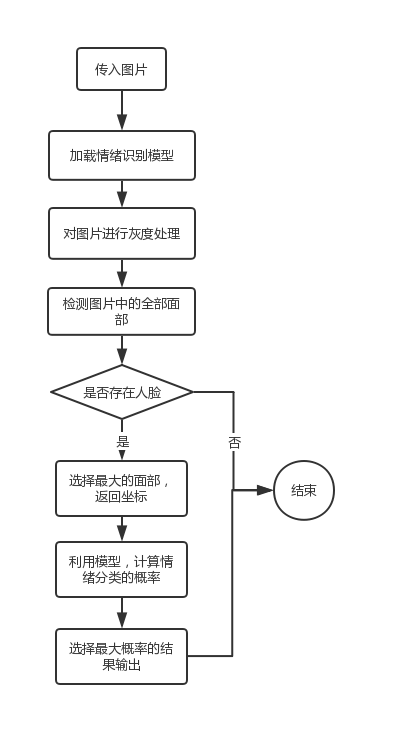 传入图片
加载情绪识别模型
对图片进行灰度处理
检测图片中的全部面
部
是否存在人脸
是
否
选择最大的面部，
返回坐标
结束
利用模型，计算情
绪分类的概率
选择最大概率的结
果输出